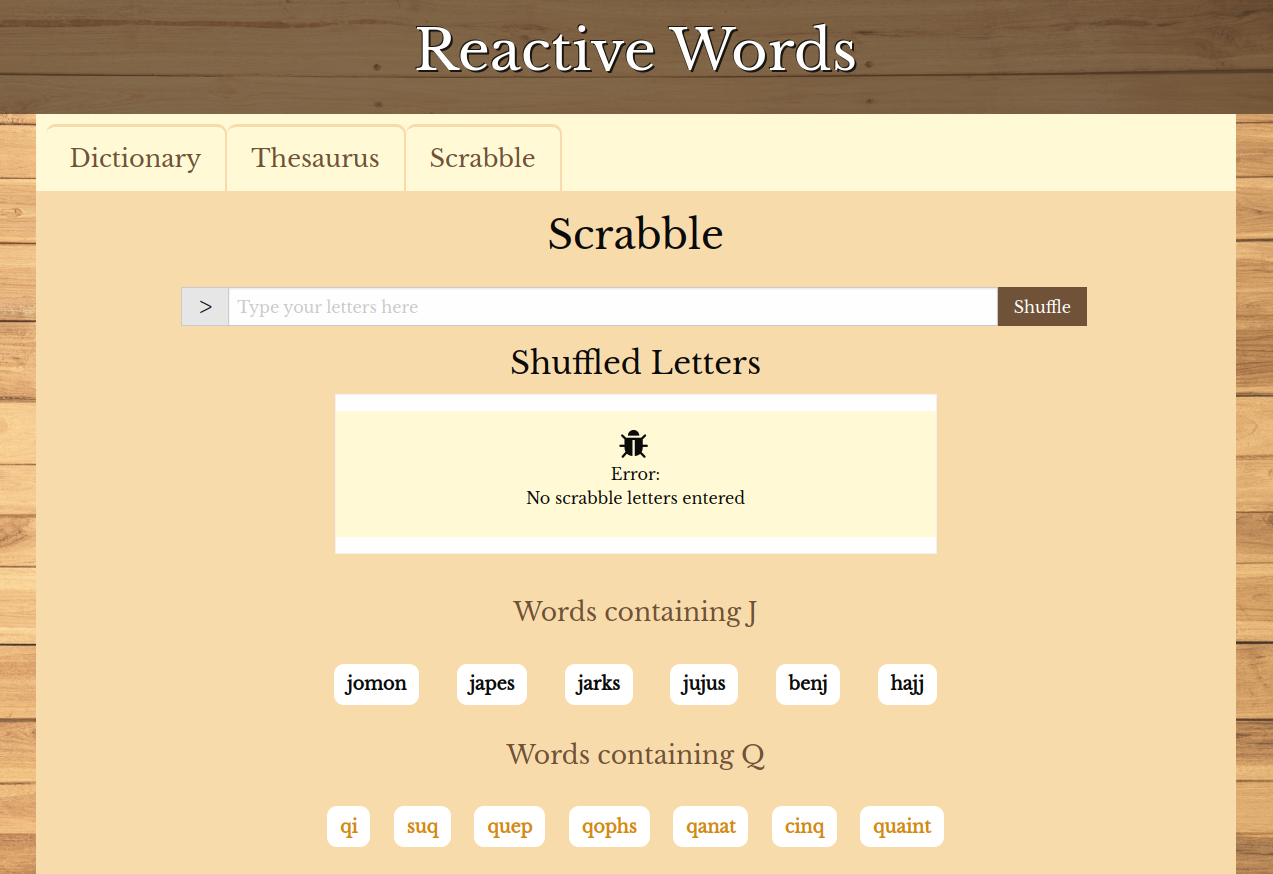 Reactive Words
Dictionary Thesaurus Scrabble
Scrabble
> Type your letters here Shuffle
Shuffled Letters
Error:
No scrabble letters entered
Words containing J
jomon japes jarks jujus benj hajj
Words containing Q
qi suq quep qophs qanat cinq quaint